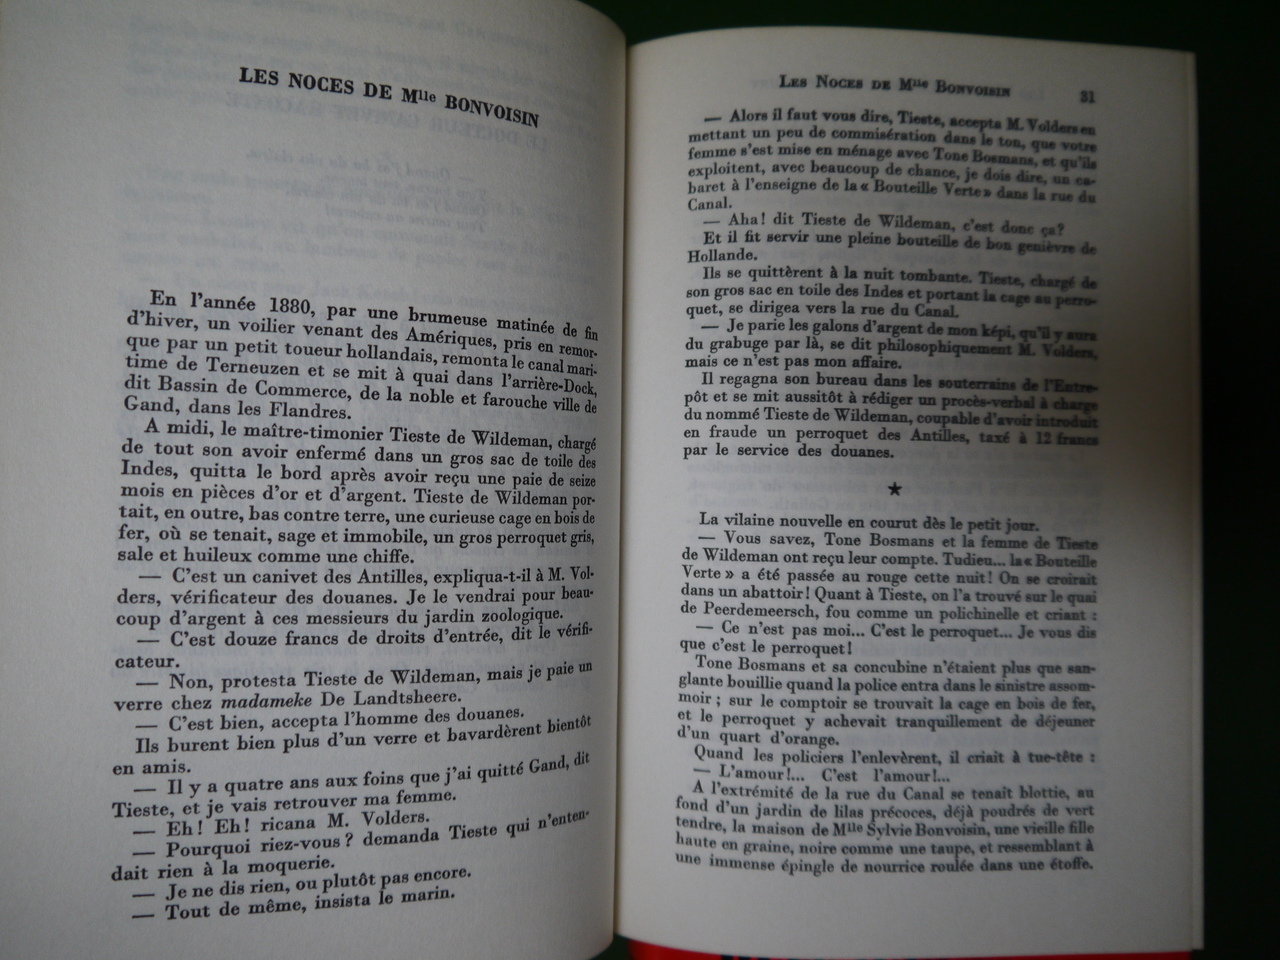 LES NOCES DE Mlle BONVOISIN
En l'année 1880, par une brumeuse matinée de fin
d'hiver, un voilier venant des Amériques, pris en remor-
que par un petit toueur hollandais, remonta le canal mari-
time de Terneuzen et se mit à quai dans l'arrière-Dock,
dit Bassin de Commerce, de la noble et farouche ville de
Gand, dans les Flandres.
A midi, le maître-timonier Tieste de Wildeman, chargé
de tout son avoir enfermé dans un gros sac de toile des
Indes, quitta le bord après avoir reçu une paie de seize
mois en pièces d'or et d'argent. Tieste de Wildeman por-
tait, en outre, bas contre terre, une curieuse cage en bois de
fer, où se tenait, sage et immobile, un gros perroquet gris,
sale et huileux comme une chiffe.
— C'est un canivet des Antilles, expliqua-t-il à M. Vol-
ders, vérificateur des douanes. Je le vendrai pour beau-
coup d'argent à ces messieurs du jardin zoologique.
— C'est douze francs de droits d'entrée, dit le vérifi-
cateur.
— Non, protesta Tieste de Wildeman, mais je paie un
verre chez madameke De Landtsheere.
— C'est bien, accepta l'homme des douanes.
Ils burent bien plus d'un verre et bavardèrent bientôt
en amis.
— Il y a quatre ans aux foins que j'ai quitté Gand, dit
Tieste, et je vais retrouver ma femme.
— Eh! Eh! ricana M. Volders.
— Pourquoi riez-vous? demanda Tieste qui n'enten-
dait rien à la moquerie.
— Je ne dis rien, ou plutôt pas encore.
— Tout de même, insista le marin.
LES NOCES DE Mlle BONVOISIN 31
— Alors il faut vous dire, Tieste, accepta M. Volders en
mettant un peu de commisération dans le ton, que votre
femme s'est mise en ménage avec Tone Bosmans, et qu'ils
exploitent, avec beaucoup de chance, je dois dire, un ca-
baret à l'enseigne de la « Bouteille Verte » dans la rue du
Canal.
— Aha! dit Tieste de Wildeman, c'est donc ça?
Et il fit servir une pleine bouteille de bon genièvre de
Hollande.
Ils se quittèrent à la nuit tombante. Tieste, chargé de
son gros sac en toile des Indes et portant la cage au perro-
quet, se dirigea vers la rue du Canal.
— Je parie les galons d'argent de mon képi, qu'il y aura
du grabuge par là, se dit philosophiquement M. Volders,
mais ce n'est pas mon affaire.
Il regagna son bureau dans les souterrains de l'Entre-
pôt et se mit aussitôt à rédiger un procès-verbal à charge
du nommé Tieste de Wildeman, coupable d'avoir introduit
en fraude un perroquet des Antilles, taxé à 12 francs
par le service des douanes.
★
La vilaine nouvelle en courut dès le petit jour.
— Vous savez, Tone Bosmans et la femme de Tieste
de Wildeman ont reçu leur compte. Tudieu... la « Bouteille
Verte » a été passée au rouge cette nuit! On se croirait
dans un abattoir! Quant à Tieste, on l'a trouvé sur le quai
de Peerdemeersch, fou comme un polichinelle et criant :
— Ce n'est pas moi... C'est le perroquet... Je vous dis
que c'est le perroquet!
Tone Bosmans et sa concubine n'étaient plus que san-
glante bouillie quand la police entra dans le sinistre assom-
moir ; sur le comptoir se trouvait la cage en bois de fer,
et le perroquet y achevait tranquillement de déjeuner
d'un quart d'orange.
Quand les policiers l'enlevèrent, il criait à tue-tête :
— L'amour!... C'est l'amour!...
A l'extrémité de la rue du Canal se tenait blottie, au
fond d'un jardin de lilas précoces, déjà poudrés de vert
tendre, la maison de Mlle Sylvie Bonvoisin, une vieille fille
haute en graine, noire comme une taupe, et ressemblant à
une immense épingle de nourrice roulée dans une étoffe.